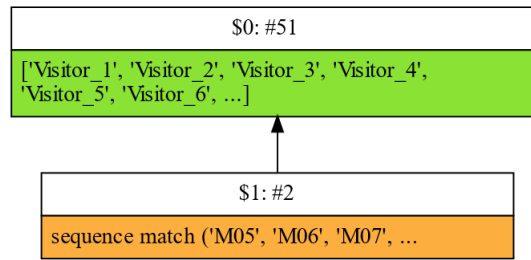 $0: #51
['Visitor_1', 'Visitor_2', 'Visitor_3', 'Visitor_4',
'Visitor_5', 'Visitor_6', ...]
$1: #2
sequence match ('M05', 'M06', 'M07', ...